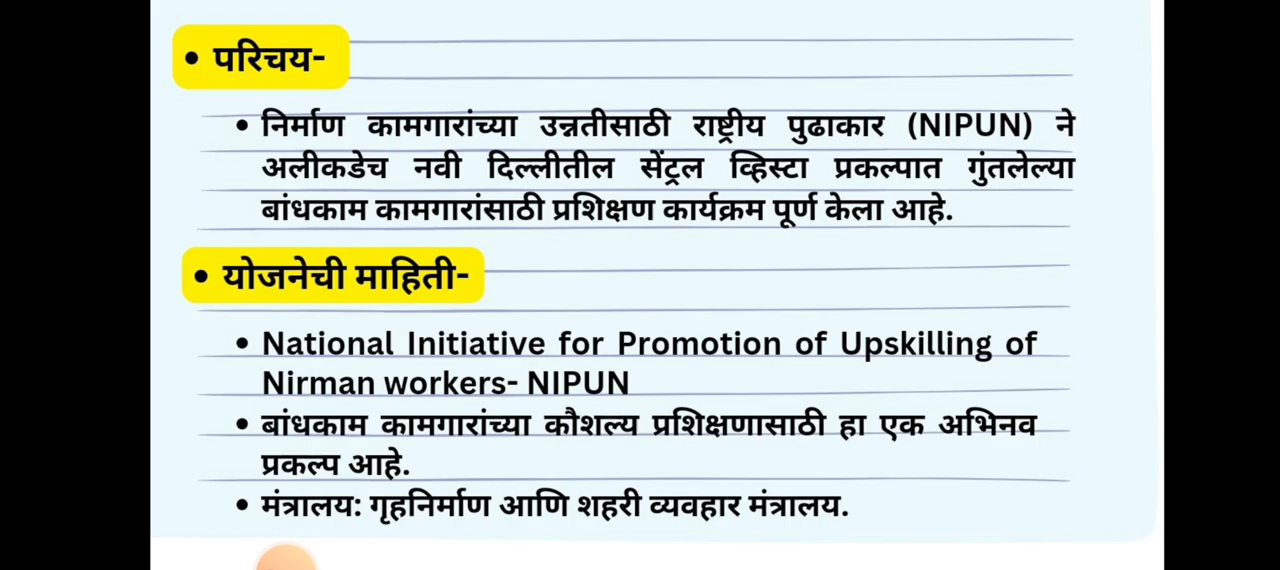 • परिचय-
• निर्माण कामगारांच्या उन्नतीसाठी राष्ट्रीय पुढाकार (NIPUN) ने
अलीकडेच नवी दिल्लीतील सेंट्रल व्हिस्टा प्रकल्पात गुंतलेल्या
बांधकाम कामगारांसाठी प्रशिक्षण कार्यक्रम पूर्ण केला आहे.
• योजनेची माहिती-
• National Initiative for Promotion of Upskilling of
Nirman workers- NIPUN
• बांधकाम कामगारांच्या कौशल्य प्रशिक्षणासाठी हा एक अभिनव
प्रकल्प आहे.
• मंत्रालय: गृहनिर्माण आणि शहरी व्यवहार मंत्रालय.